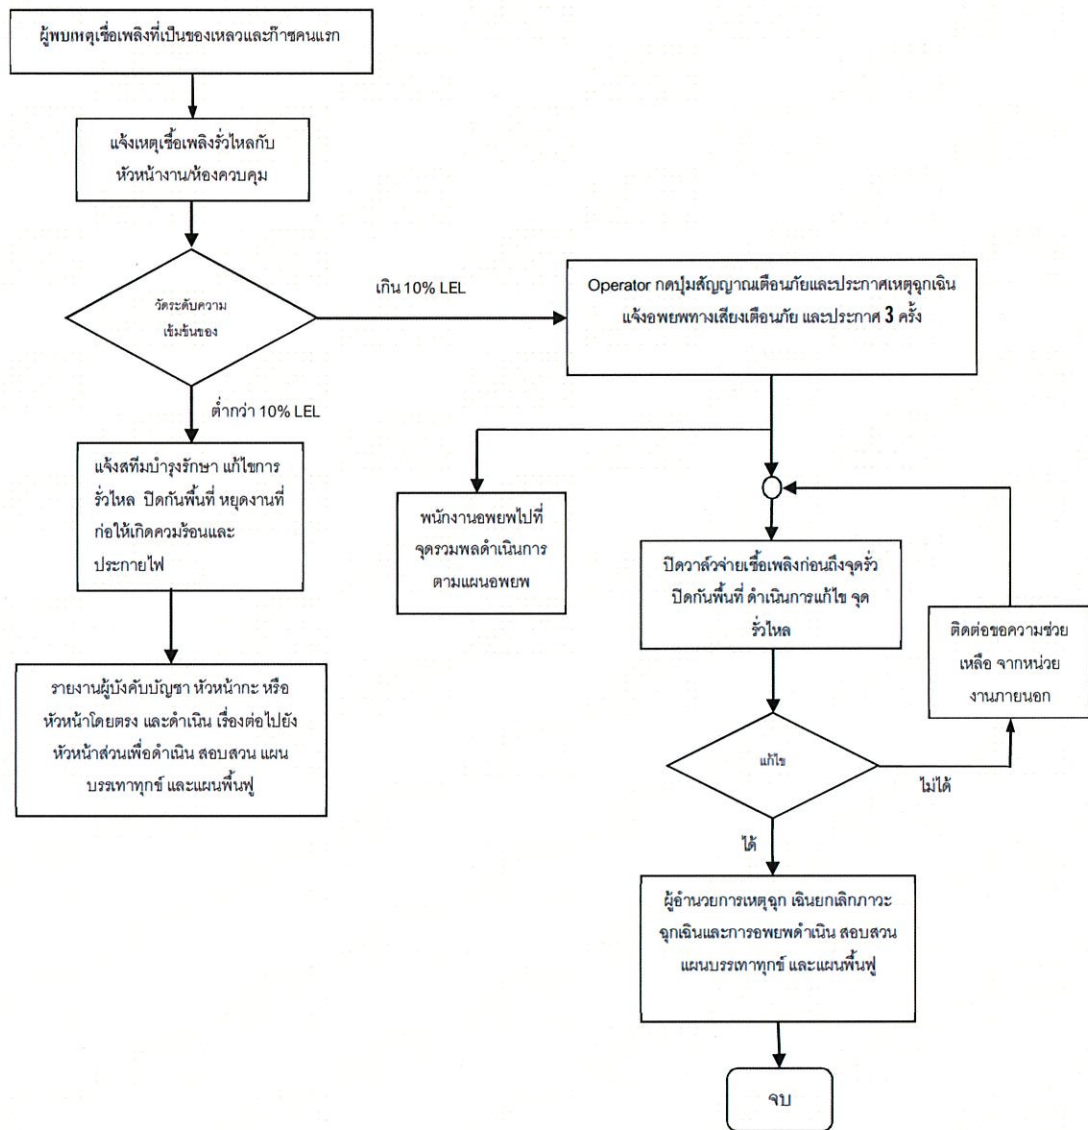 ผู้พบเหตุเชื่อเพลิงที่เป็นของเหลวและก๊าซคนแรก
แจ้งเหตุเชื้อเพลิงรั่วไหลกับ
หัวหน้างาน/ห้องควบคุม
วัดระดับความ
เข้มข้นของ
เกิน 10% LEL
Operator กดปุ่มสัญญาณเตือนภัยและประกาศเหตุฉุกเฉิน
แจ้งอพยพทางเสียงเตือนภัย และประกาศ 3 ครั้ง
ต่ำกว่า 10% LEL
แจ้งสทีมบำรุงรักษา แก้ไขการ
รั่วไหล ปิดกันพื้นที่ หยุดงานที่
ก่อให้เกิดควมร้อนและ
ประกายไฟ
รายงานผู้บังคับบัญชา หัวหน้ากะ หรือ
หัวหน้าโดยตรง และดำเนิน เรื่องต่อไปยัง
หัวหน้าส่วนเพื่อดำเนิน สอบสวน แผน
บรรเทาทุกข์ และแผนพื้นฟู
พนักงานอพยพไปที่
จุดรวมพลดำเนินการ
ตามแผนอพยพ
ปิดวาล์วจ่ายเชื้อเพลิงก่อนถึงจุดรั่ว
ปิดกันพื้นที่ ดำเนินการแก้ไข จุด
รั่วไหล
ติดต่อขอความช่วย
เหลือ จากหน่วย
งานภายนอก
แก้ไข
ไม่ได้
ได้
ผู้อำนวยการเหตุฉุก เฉินยกเลิกภาวะ
ฉุกเฉินและการอพยพดำเนิน สอบสวน
แผนบรรเทาทุกข์ และแผนพื้นฟู
จบ